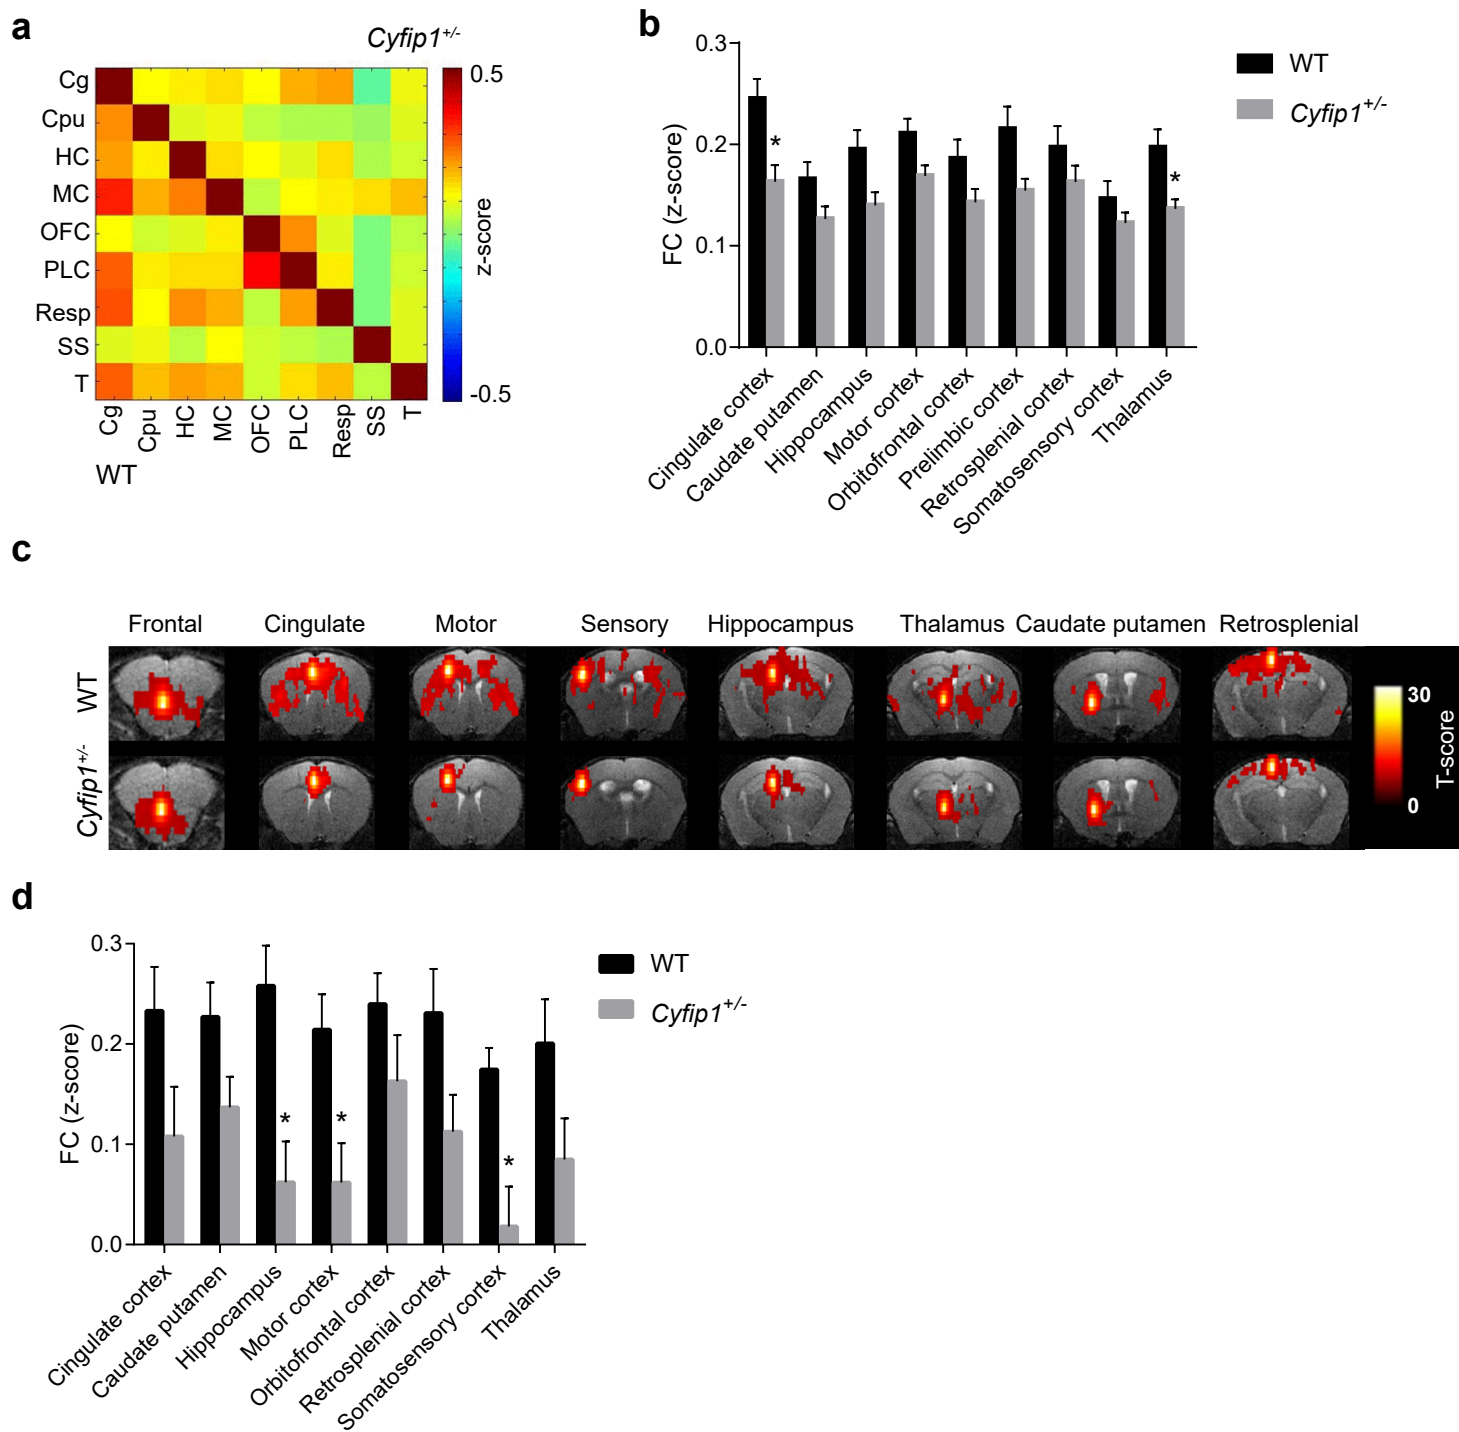 a
Cyfip1+/-
Cg
Cpu
HC
MC
OFC
PLC
Resp
SS
T
Cg
Cpu
HC
MC
OFC
PLC
Resp
SS
T
WT
0.5
-0.5
z-score
b
0.3
0.2
0.1
0.0
FC (z-score)
*
*
WT
Cyfip1+/-
Cingulate cortex
Caudate putamen
Hippocampus
Motor cortex
Orbitofrontal cortex
Prelimbic cortex
Retrosplenial cortex
Somatosensory cortex
Thalamus
c
Frontal
Cingulate
Motor
Sensory
Hippocampus
Thalamus
Caudate putamen
Retrosplenial
WT
Cyfip1+/-
30
0
T-score
d
0.3
0.2
0.1
0.0
FC (z-score)
*
*
*
WT
Cyfip1+/-
Cingulate cortex
Caudate putamen
Hippocampus
Motor cortex
Orbitofrontal cortex
Retrosplenial cortex
Somatosensory cortex
Thalamus